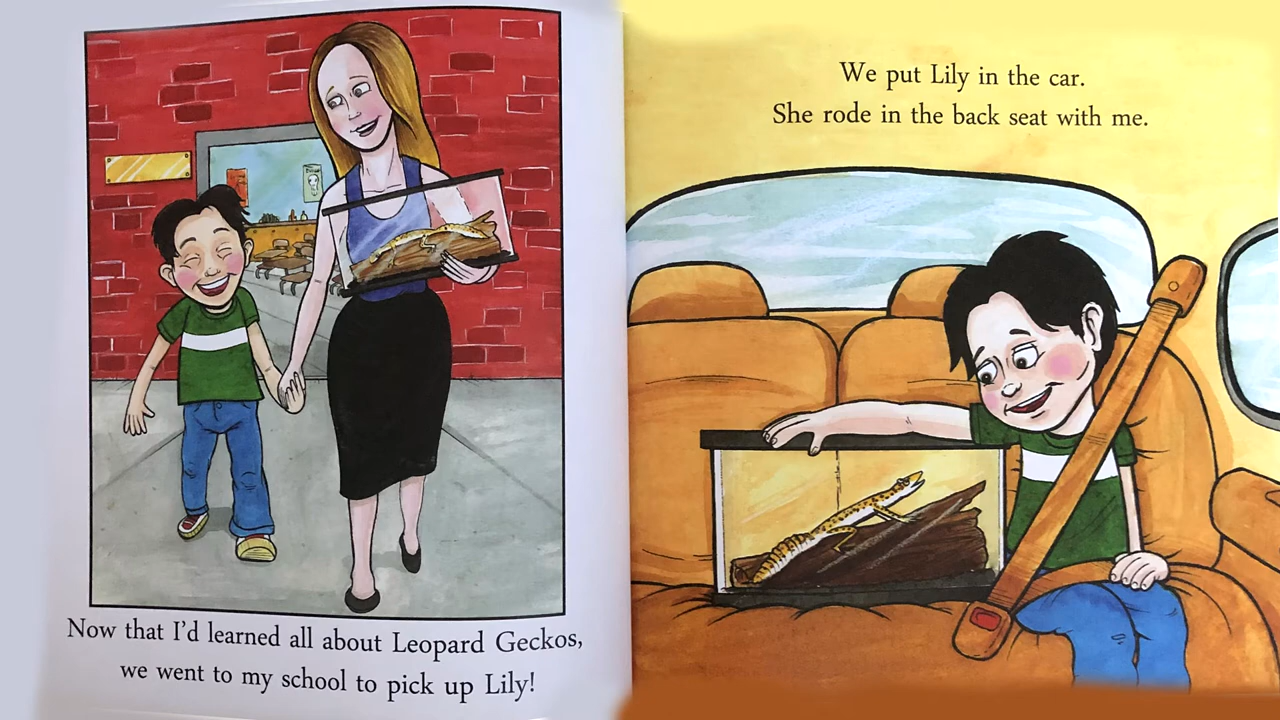 Now that I'd learned all about Leopard Geckos,
we went to my school to pick up Lily!
We put Lily in the car.
She rode in the back seat with me.